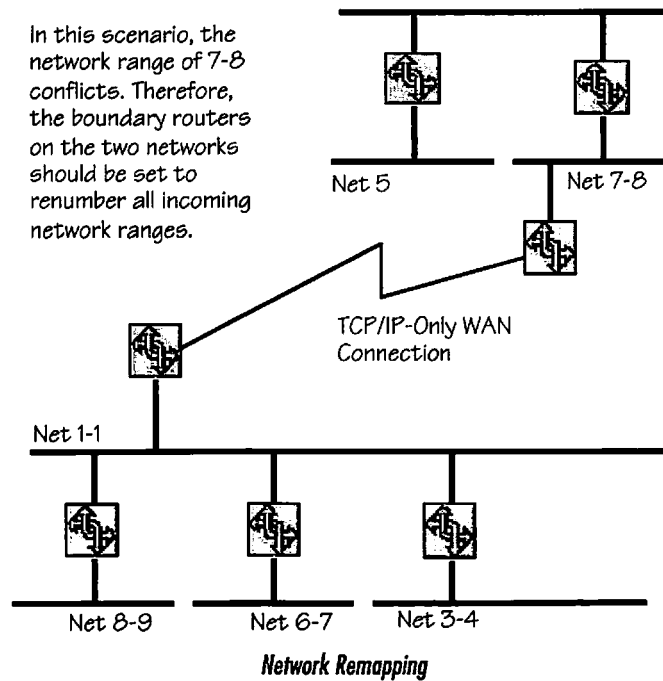 In this scenario, the
network range of 7-8
conflicts. Therefore,
the boundary routers
on the two networks
should be set to
renumber all incoming
network ranges.
Net 5
Net 7-8
TCP/IP-Only WAN
Connection
Net 1-1
Net 8-9
Net 6-7
Net 3-4
Network Remapping